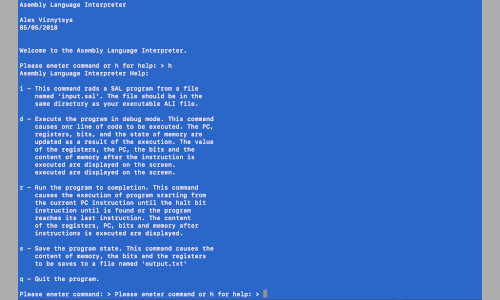 Asembly Language Interpreter
Alex Viznytsya
05/05/2018
Welcome to the Asembly Language Interpreter.
Please eneter command or h for help: > h
Asembly Language Interpreter Help:
i - This command rads a SAL program from a
file named 'input.sal'. The file should be in the
same directory as your executable ALI file.
d - Execute the program in debug mode. This command
causes onr line of code to be executed. The PC,
registers, bits, and the state of memory are
updated as a result of the execution. The value
of the registers, the PC, the bits and the
content of memory after the instruction is
executed are displayed on the screen.
executed are displayed on the screen.
r - Run the program to completion. This command
causes the execution of program srarting from
the current PC instruction until the halt bit
instruction until is found or the program
reaches its last instruction. The content
of the registers, PC, bits and memory after
instructions is executed are displayed.
s - Save the program state. This command causes the
content of memory, the bits and the registers
to be saves to a file named 'output.txt'
q - Quit the program.
Please eneter command: > Please eneter command or h for help: >